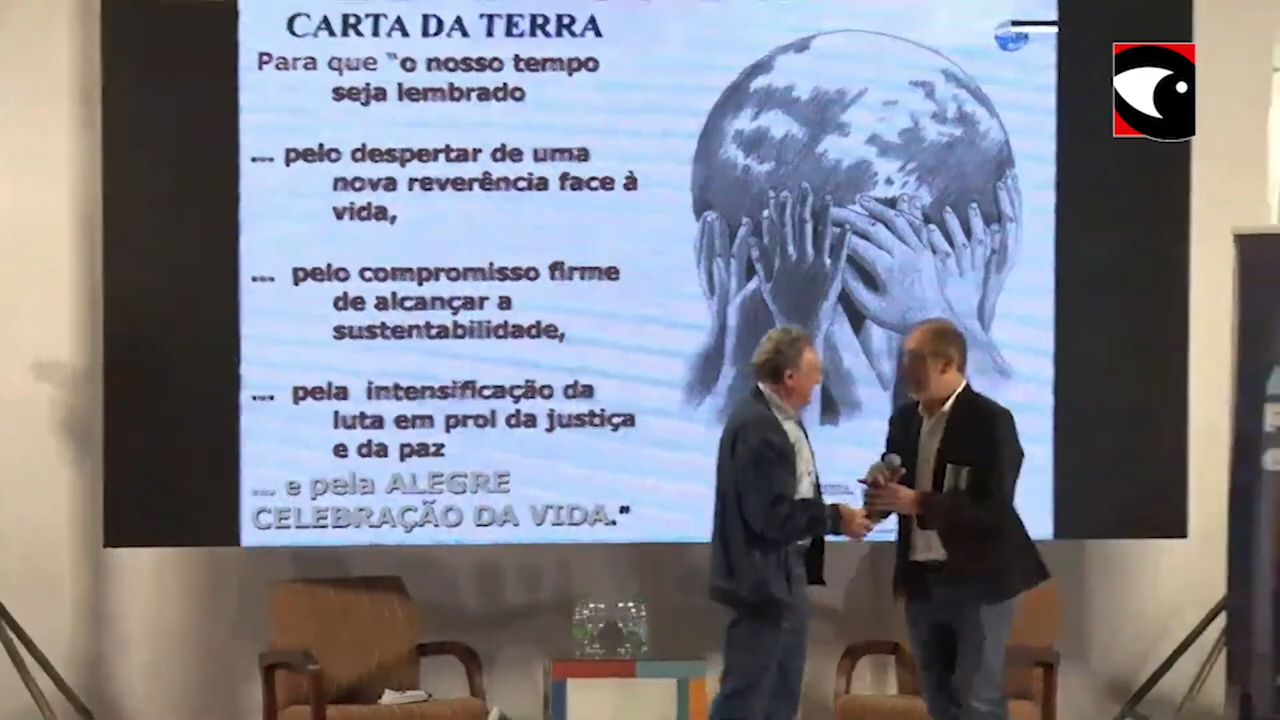 CARTA DA TERRA
Para que "o nosso tempo
seja lembrado
... pelo despertar de uma
nova reverência face à
vida,
... pelo compromisso firme
de alcançar a
sustentabilidade,
... pela intensificação da
luta em prol da justiça
e da paz
... e pela ALEGRE
CELEBRAÇÃO DA VIDA."